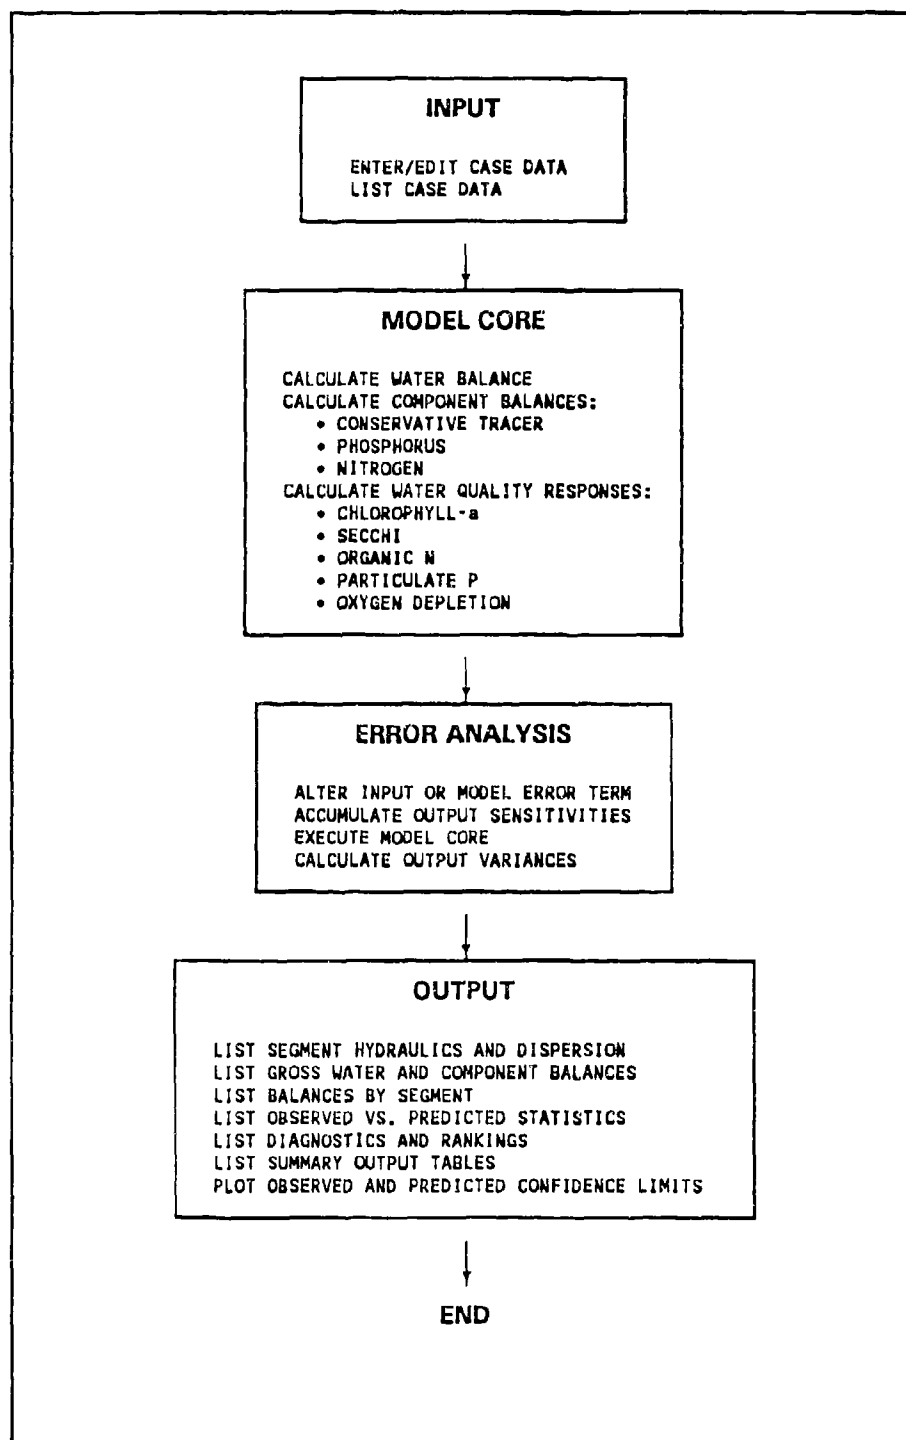 INPUT
ENTER/EDIT CASE DATA
LIST CASE DATA
MODEL CORE
CALCULATE WATER BALANCE
CALCULATE COMPONENT BALANCES:
• CONSERVATIVE TRACER
• PHOSPHORUS
• NITROGEN
CALCULATE WATER QUALITY RESPONSES:
• CHLOROPHYLL-a
• SECCHI
• ORGANIC N
• PARTICULATE P
• OXYGEN DEPLETION
ERROR ANALYSIS
ALTER INPUT OR MODEL ERROR TERM
ACCUMULATE OUTPUT SENSITIVITIES
EXECUTE MODEL CORE
CALCULATE OUTPUT VARIANCES
OUTPUT
LIST SEGMENT HYDRAULICS AND DISPERSION
LIST GROSS WATER AND COMPONENT BALANCES
LIST BALANCES BY SEGMENT
LIST OBSERVED VS. PREDICTED STATISTICS
LIST DIAGNOSTICS AND RANKINGS
LIST SUMMARY OUTPUT TABLES
PLOT OBSERVED AND PREDICTED CONFIDENCE LIMITS
END